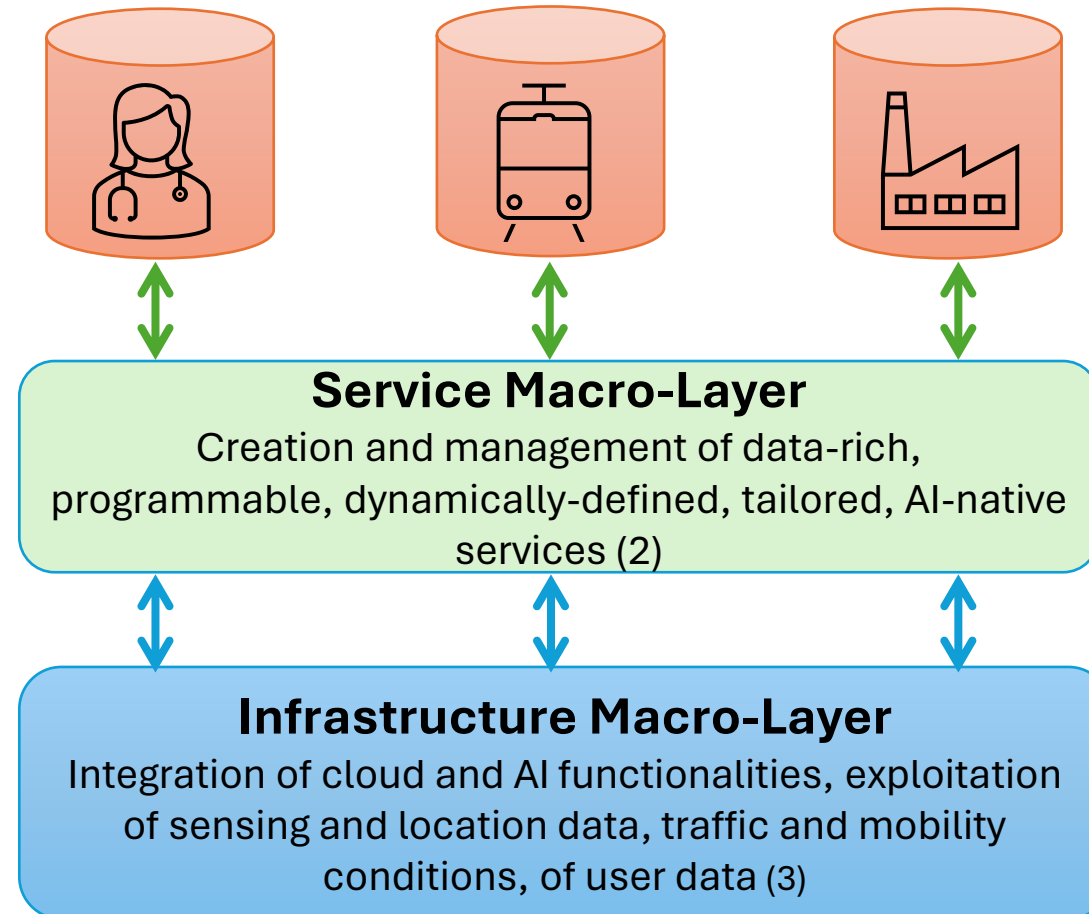 Service Macro-Layer
Creation and management of data-rich,
programmable, dynamically-defined, tailored, AI-native
services (2)
Infrastructure Macro-Layer
Integration of cloud and AI functionalities, exploitation
of sensing and location data, traffic and mobility
conditions, of user data (3)